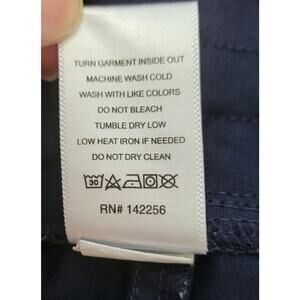 TURN GARMENT INSIDE OUT
MACHINE WASH COLD
WASH WITH LIKE COLORS
DO NOT BLEACH
TUMBLE DRY LOW
LOW HEAT IRON IF NEEDED
DO NOT DRY CLEAN
30
RN# 142256